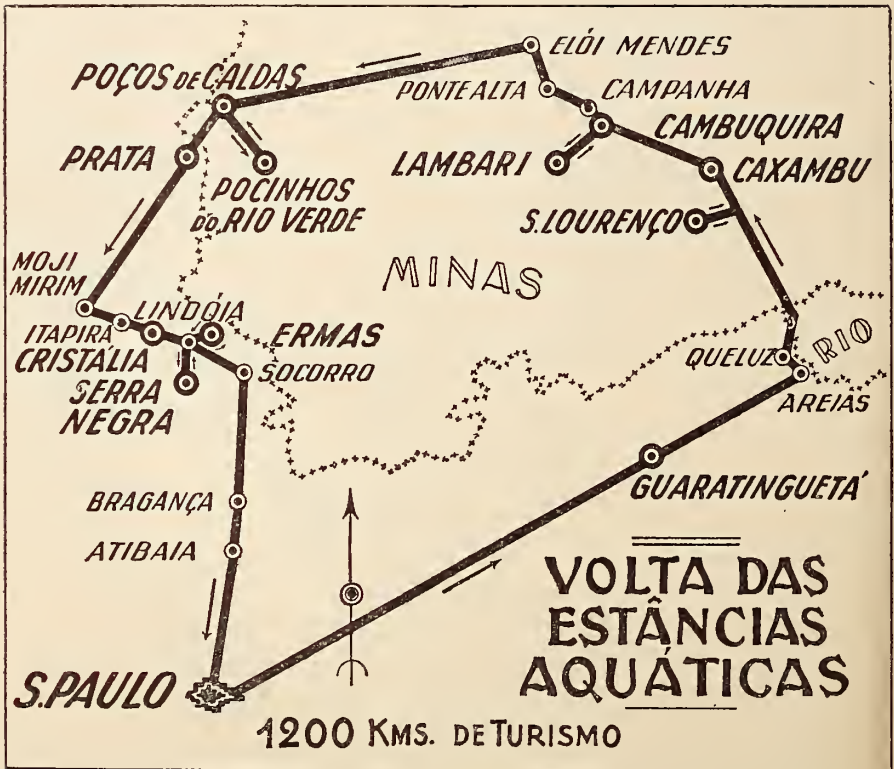 ELÓI MENDES
POÇOS DE CALDAS
PONTE ALTA
CAMPANHA
CAMBUQUIRA
PRATA
LAMBARI
CAXAMBU
POCINHOS
DO RIO VERDE
S. LOURENÇO
MINAS
MOJI
MIRIM
LINDÓIA
ITAPIRA
ERMAS
RIO
CRISTÁLIA
QUELUZ
SERRA
NEGRA
SOCORRO
AREIAS
GUARATINGUETÁ
BRAGANÇA
ATIBAIA
VOLTA DAS
ESTÂNCIAS
AQUÁTICAS
S. PAULO
1200 KMS. DE TURISMO